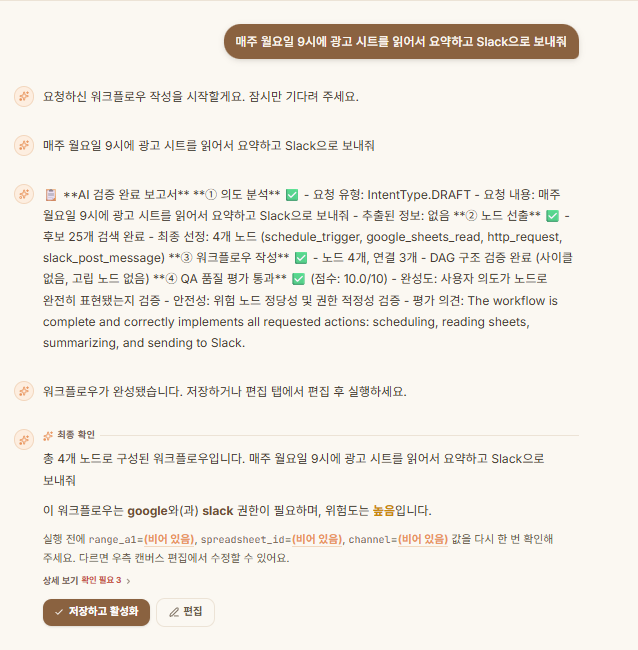 매주 월요일 9시에 광고 시트를 읽어서 요약하고 Slack으로 보내줘
요청하신 워크플로우 작성을 시작할게요. 잠시만 기다려 주세요.
매주 월요일 9시에 광고 시트를 읽어서 요약하고 Slack으로 보내줘
📋 **AI 검증 완료 보고서** **① 의도 분석** ✅ - 요청 유형: IntentType.DRAFT - 요청 내용: 매주
월요일 9시에 광고 시트를 읽어서 요약하고 Slack으로 보내줘 - 추출된 정보: 없음 **② 노드 선출** ✅ -
후보 25개 검색 완료 - 최종 선정: 4개 노드 (schedule_trigger, google_sheets_read, http_request,
slack_post_message) **③ 워크플로우 작성** ✅ - 노드 4개, 연결 3개 - DAG 구조 검증 완료 (사이클
없음, 고립 노드 없음) **④ QA 품질 평가 통과** ✅ (점수: 10.0/10) - 완성도: 사용자 의도가 노드로
완전히 표현됐는지 검증 - 안전성: 위험 노드 정당성 및 권한 적정성 검증 - 평가 의견: The workflow is
complete and correctly implements all requested actions: scheduling, reading sheets,
summarizing, and sending to Slack.
워크플로우가 완성됐습니다. 저장하거나 편집 탭에서 편집 후 실행하세요.
최종 확인
총 4개 노드로 구성된 워크플로우입니다. 매주 월요일 9시에 광고 시트를 읽어서 요약하고 Slack으로
보내줘
이 워크플로우는 google와(과) slack 권한이 필요하며, 위험도는 높음입니다.
실행 전에 range_a1=(비어 있음), spreadsheet_id=(비어 있음), channel=(비어 있음) 값을 다시 한 번 확인해
주세요. 다르면 우측 캔버스 편집에서 수정할 수 있어요.
상세 보기 확인 필요 3 ›
✓ 저장하고 활성화 편집